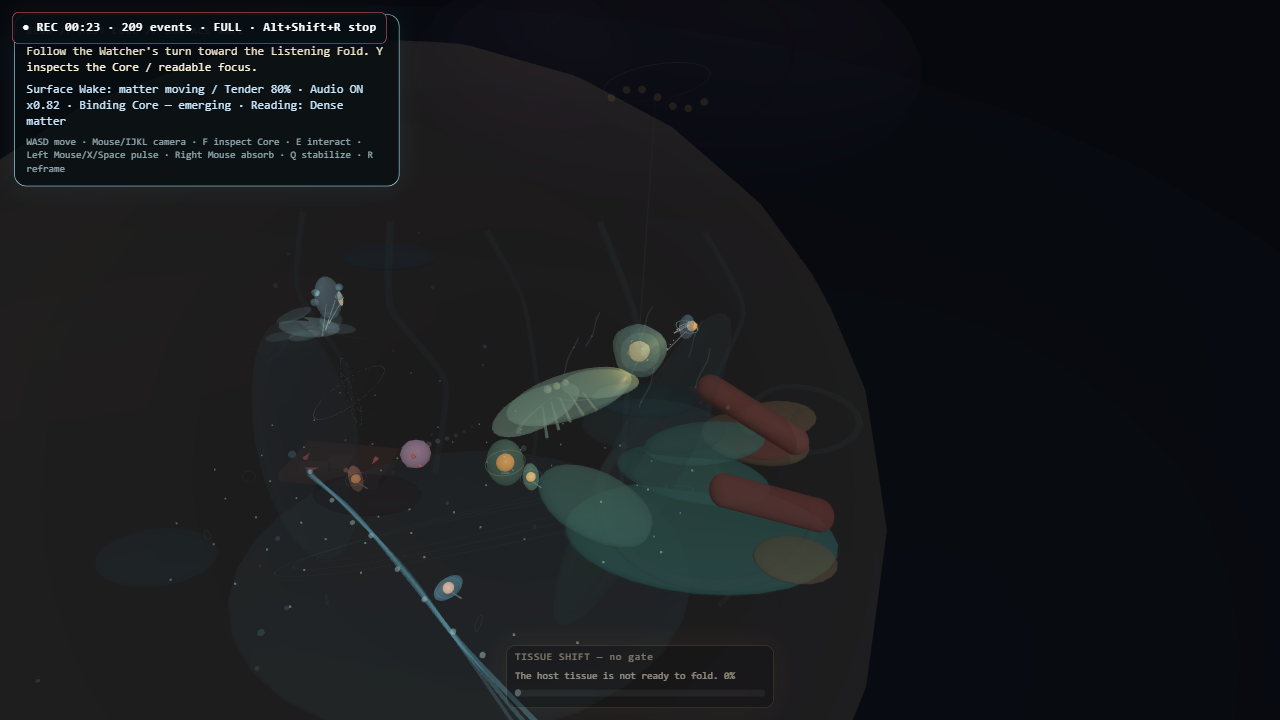 ● REC 00:23 · 209 events · FULL · Alt+Shift+R stop
Follow the Watcher's turn toward the Listening Fold. Y
inspects the Core / readable focus.
Surface Wake: matter moving / Tender 80% · Audio ON
x0.82 · Binding Core — emerging · Reading: Dense
matter
WASD move · Mouse/IJKL camera · F inspect Core · E interact ·
Left Mouse/X/Space pulse · Right Mouse absorb · Q stabilize · R
reframe
TISSUE SHIFT — no gate
The host tissue is not ready to fold. 0%